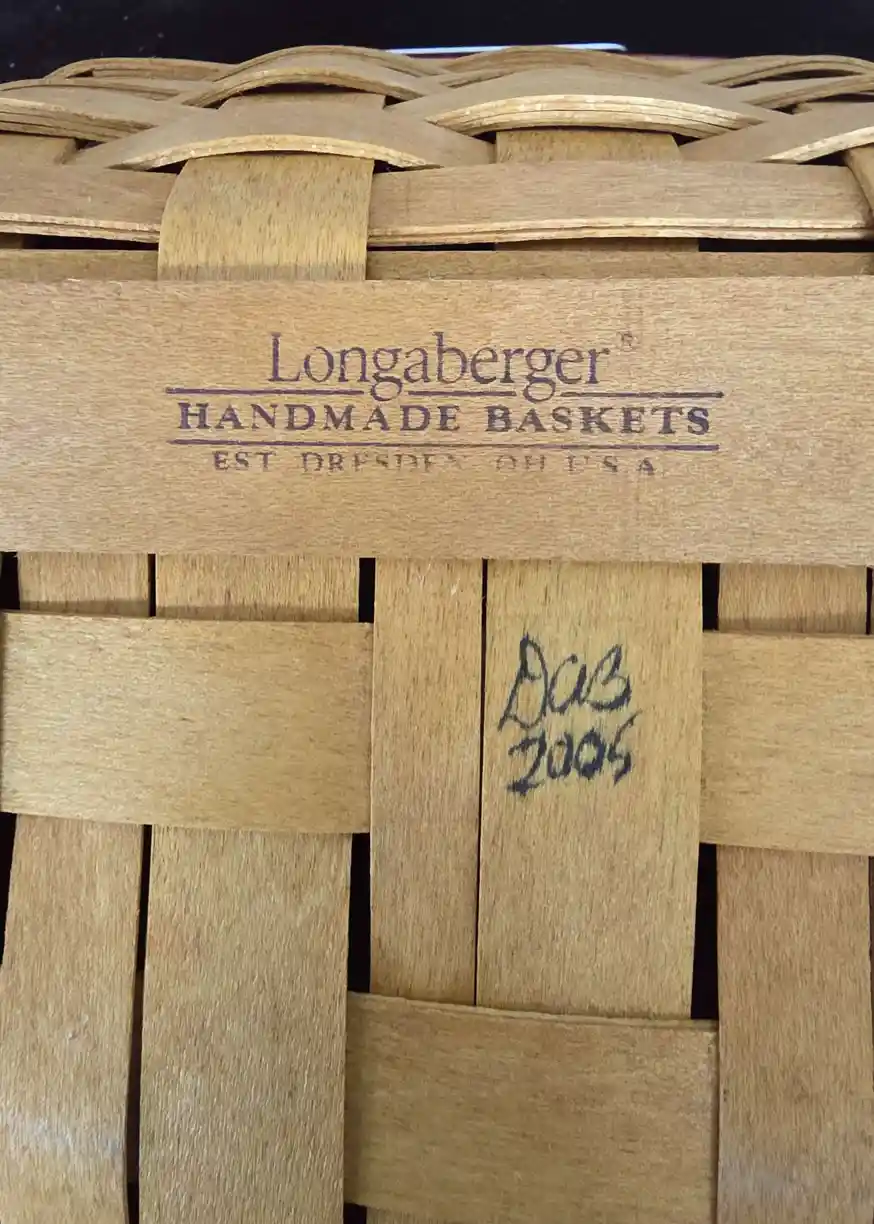 Longaberger®
HANDMADE BASKETS
EST DRESDEN OH U S A
DAB
2005